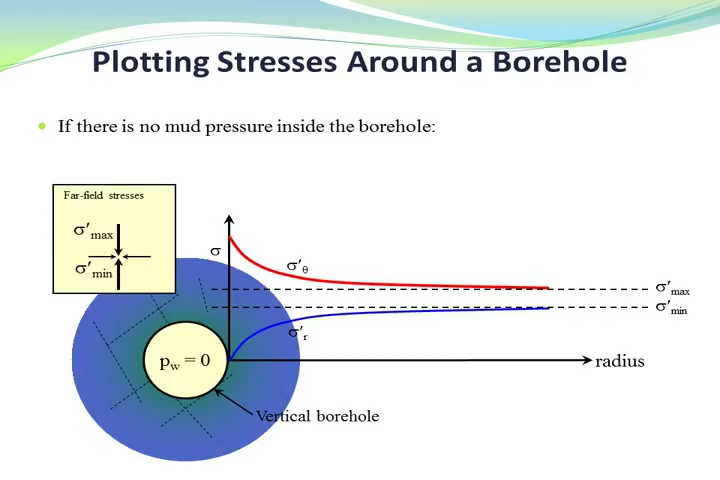 Plotting Stresses Around a Borehole
If there is no mud pressure inside the borehole:
Far-field stresses
σ′max
σ′min
σ
σ′θ
σ′max
σ′min
σ′r
pw = 0
radius
Vertical borehole